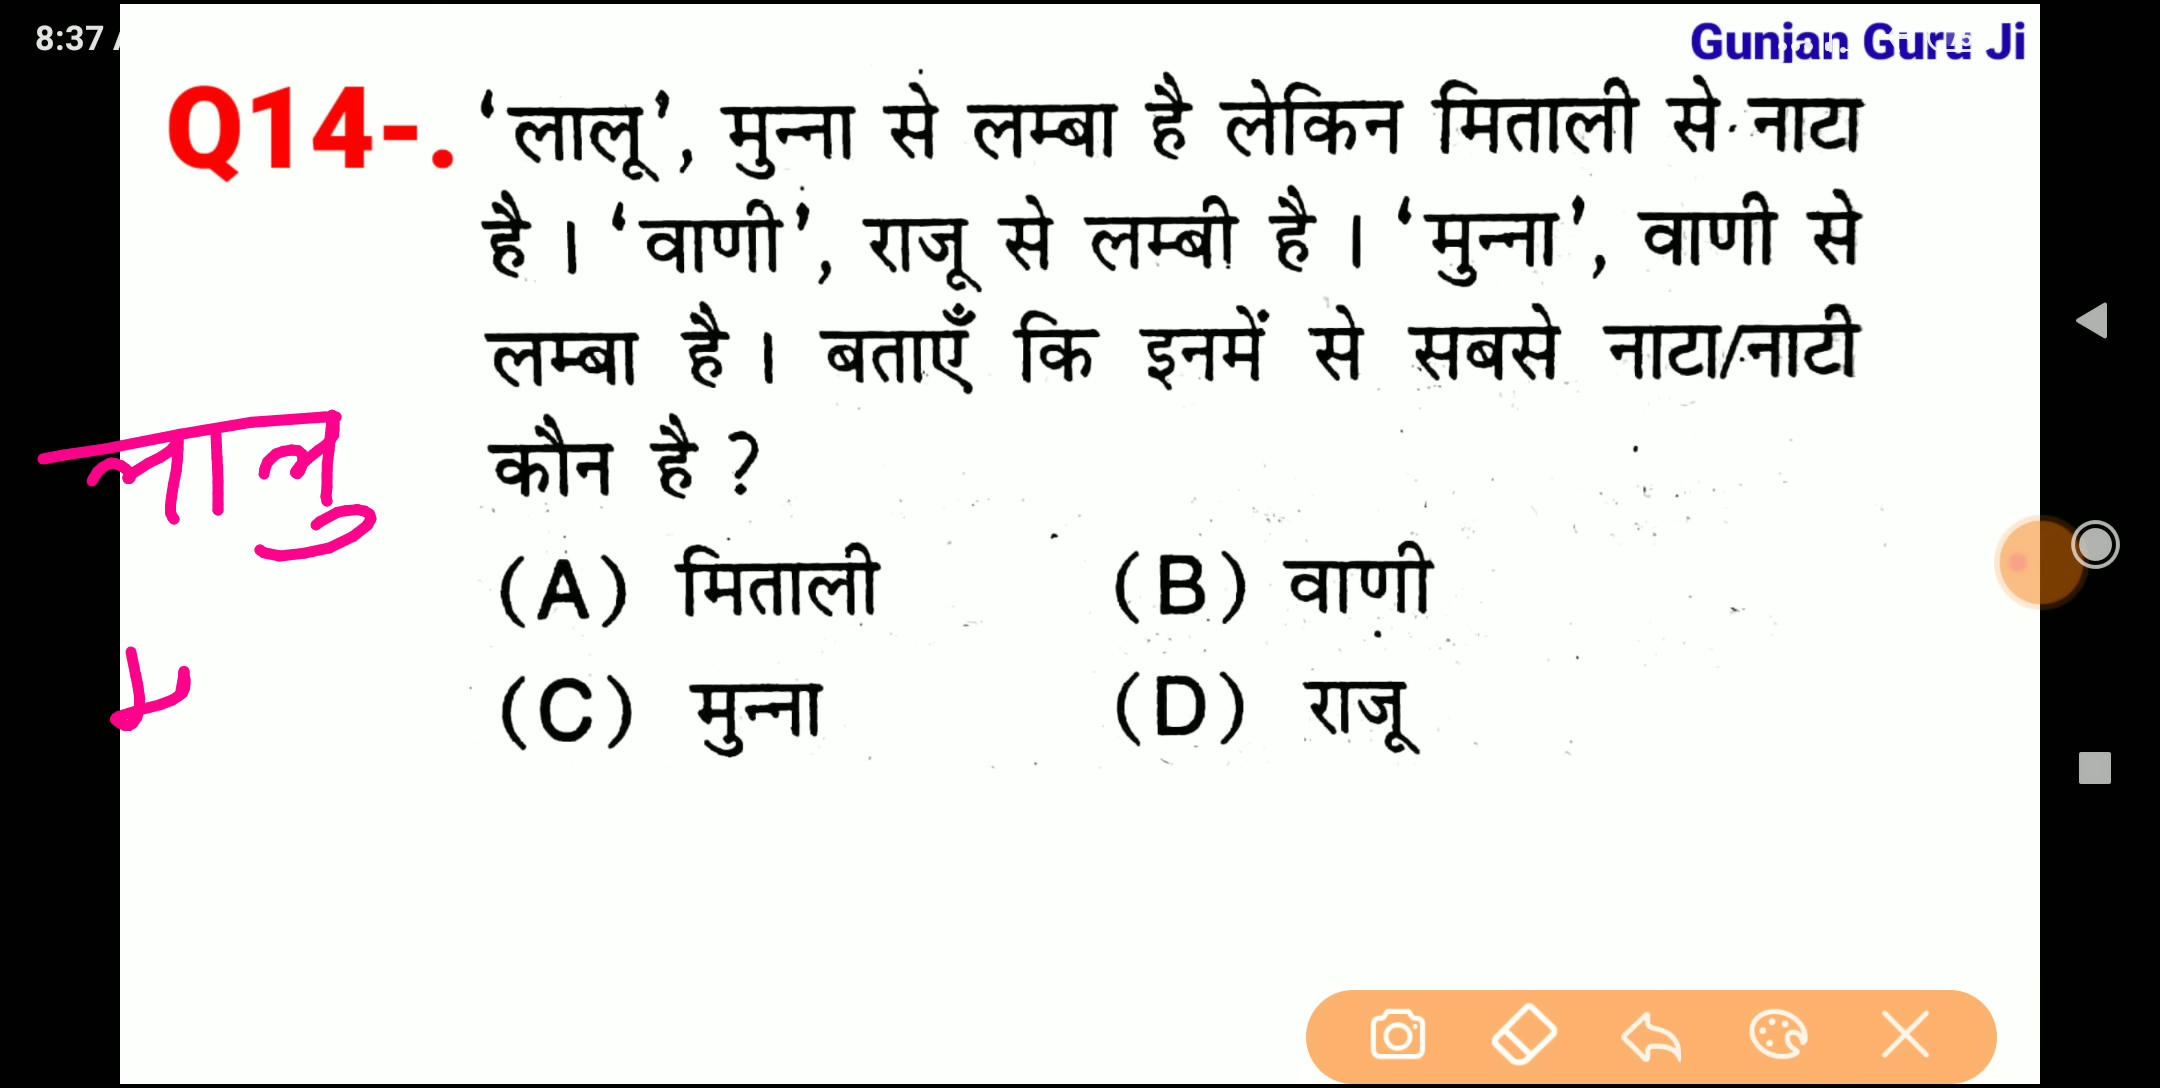 8:37
Gunjan Guru Ji
Q14-. ‘लालू’, मुन्ना से लम्बा है लेकिन मिताली से नाटा
है । ‘वाणी’, राजू से लम्बी है । ‘मुन्ना’, वाणी से
लम्बा है । बताएँ कि इनमें से सबसे नाटा/नाटी
कौन है ?
लालु
(A) मिताली (B) वाणी
(C) मुन्ना (D) राजू